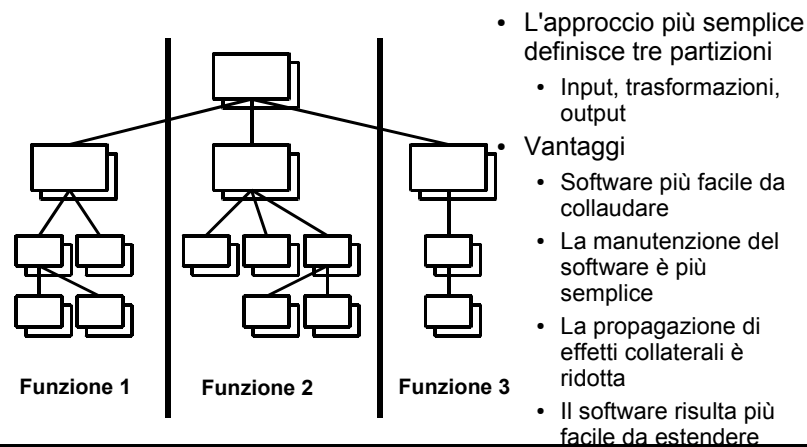 • L'approccio più semplice
definisce tre partizioni
• Input, trasformazioni,
output
• Vantaggi
• Software più facile da
collaudare
• La manutenzione del
software è più
semplice
• La propagazione di
effetti collaterali è
ridotta
• Il software risulta più
facile da estendere
Funzione 1
Funzione 2
Funzione 3